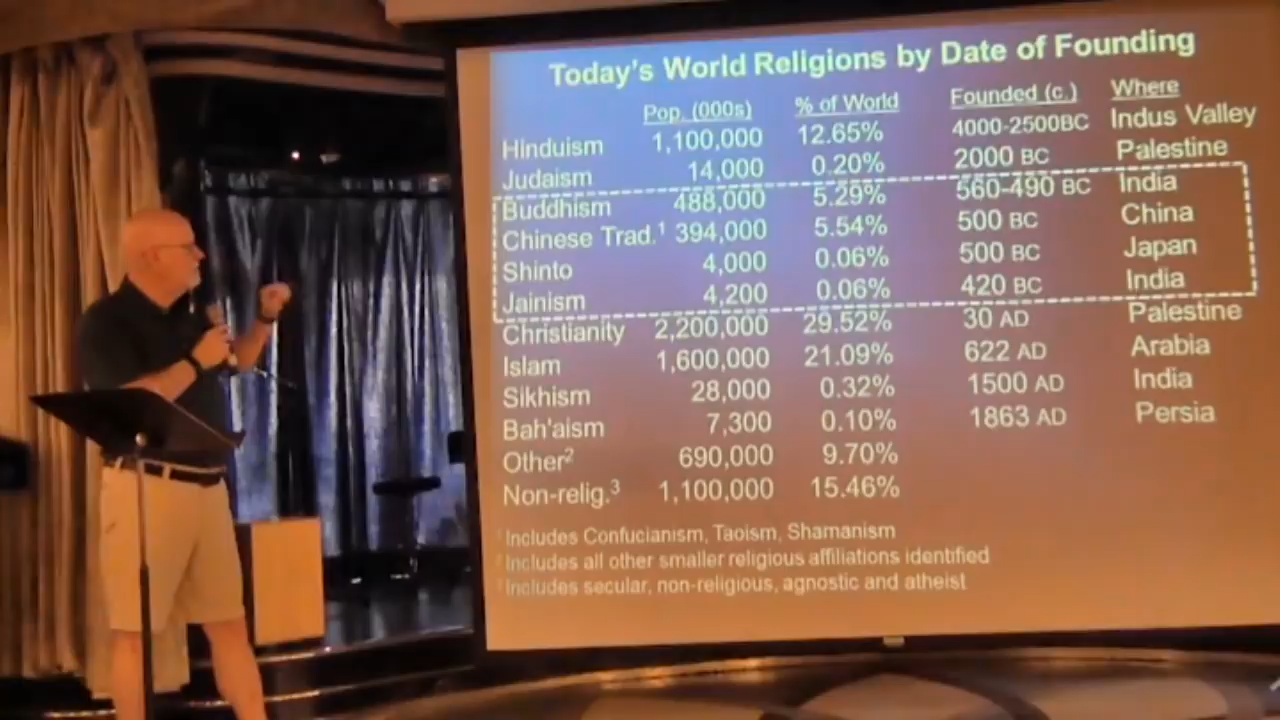 Today's World Religions by Date of Founding
Pop. (000s) % of World Founded (c.) Where
Hinduism 1,100,000 12.65% 4000-2500BC Indus Valley
Judaism 14,000 0.20% 2000 BC Palestine
Buddhism 488,000 5.29% 560-490 BC India
Chinese Trad.¹ 394,000 5.54% 500 BC China
Shinto 4,000 0.06% 500 BC Japan
Jainism 4,200 0.06% 420 BC India
Christianity 2,200,000 29.52% 30 AD Palestine
Islam 1,600,000 21.09% 622 AD Arabia
Sikhism 28,000 0.32% 1500 AD India
Bah'aism 7,300 0.10% 1863 AD Persia
Other² 690,000 9.70%
Non-relig.³ 1,100,000 15.46%
¹ Includes Confucianism, Taoism, Shamanism
² Includes all other smaller religious affiliations identified
³ Includes secular, non-religious, agnostic and atheist